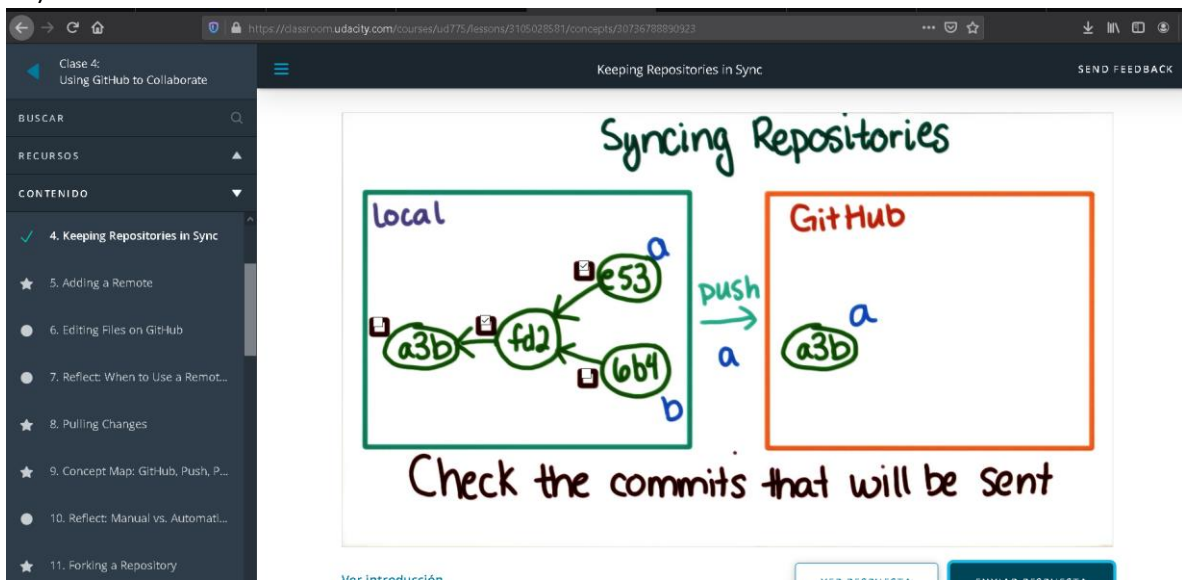 https://classroom.udacity.com/courses/ud775/lessons/3105028581/concepts/30736788890923
Clase 4:
Using GitHub to Collaborate
Keeping Repositories in Sync
SEND FEEDBACK
BUSCAR
RECURSOS
CONTENIDO
4. Keeping Repositories in Sync
5. Adding a Remote
6. Editing Files on GitHub
7. Reflect: When to Use a Remot...
8. Pulling Changes
9. Concept Map: GitHub, Push, P...
10. Reflect: Manual vs. Automati...
11. Forking a Repository
Syncing Repositories
local
a
e53
a3b
fd2
6b4
b
push
a
GitHub
a
a3b
Check the commits that will be sent
Ver introducción